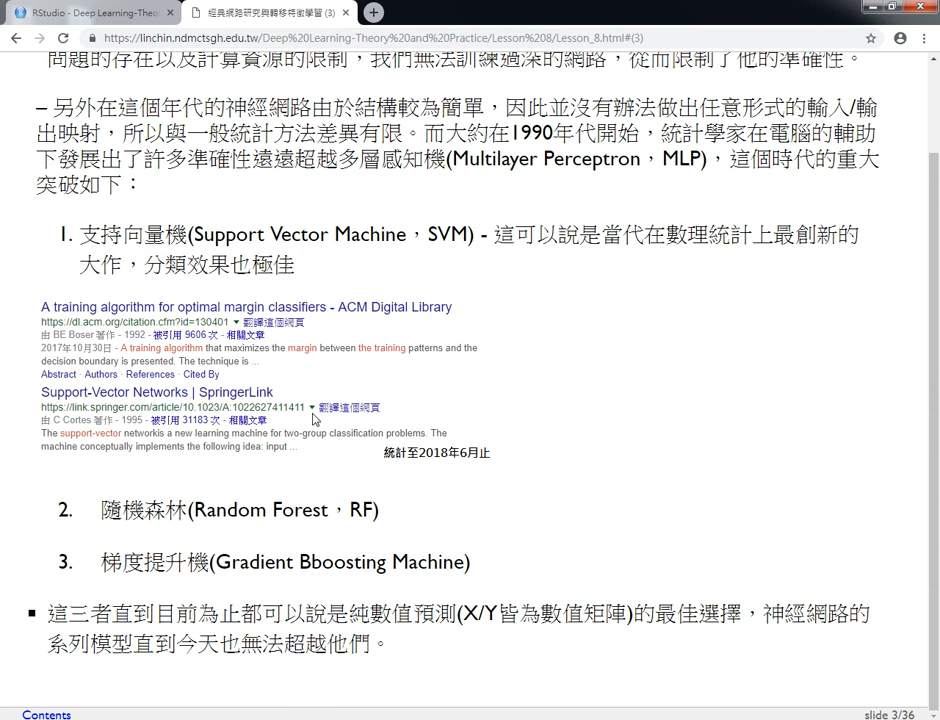 RStudio - Deep Learning-Theo
經典網路研究與轉移特徵學習 (3)
https://linchin.ndmctsgh.edu.tw/Deep%20Learning-Theory%20and%20Practice/Lesson%208/Lesson_8.html#(3)
問題的存在以及計算資源的限制，我們無法訓練過深的網路，從而限制了他的準確性。
– 另外在這個年代的神經網路由於結構較為簡單，因此並沒有辦法做出任意形式的輸入/輸
出映射，所以與一般統計方法差異有限。而大約在1990年代開始，統計學家在電腦的輔助
下發展出了許多準確性遠遠超越多層感知機(Multilayer Perceptron，MLP)，這個時代的重大
突破如下：
1. 支持向量機(Support Vector Machine，SVM) - 這可以說是當代在數理統計上最創新的
大作，分類效果也極佳
A training algorithm for optimal margin classifiers - ACM Digital Library
https://dl.acm.org/citation.cfm?id=130401 ▼ 翻譯這個網頁
由 BE Boser 著作 - 1992 - 被引用 9606 次 - 相關文章
2017年10月30日 - A training algorithm that maximizes the margin between the training patterns and the
decision boundary is presented. The technique is ...
Abstract · Authors · References · Cited By
Support-Vector Networks | SpringerLink
https://link.springer.com/article/10.1023/A:1022627411411 ▼ 翻譯這個網頁
由 C Cortes 著作 - 1995 - 被引用 31183 次 - 相關文章
The support-vector networkis a new learning machine for two-group classification problems. The
machine conceptually implements the following idea: input ...
統計至2018年6月止
2. 隨機森林(Random Forest，RF)
3. 梯度提升機(Gradient Bboosting Machine)
▪ 這三者直到目前為止都可以說是純數值預測(X/Y皆為數值矩陣)的最佳選擇，神經網路的
系列模型直到今天也無法超越他們。
Contents
slide 3/36